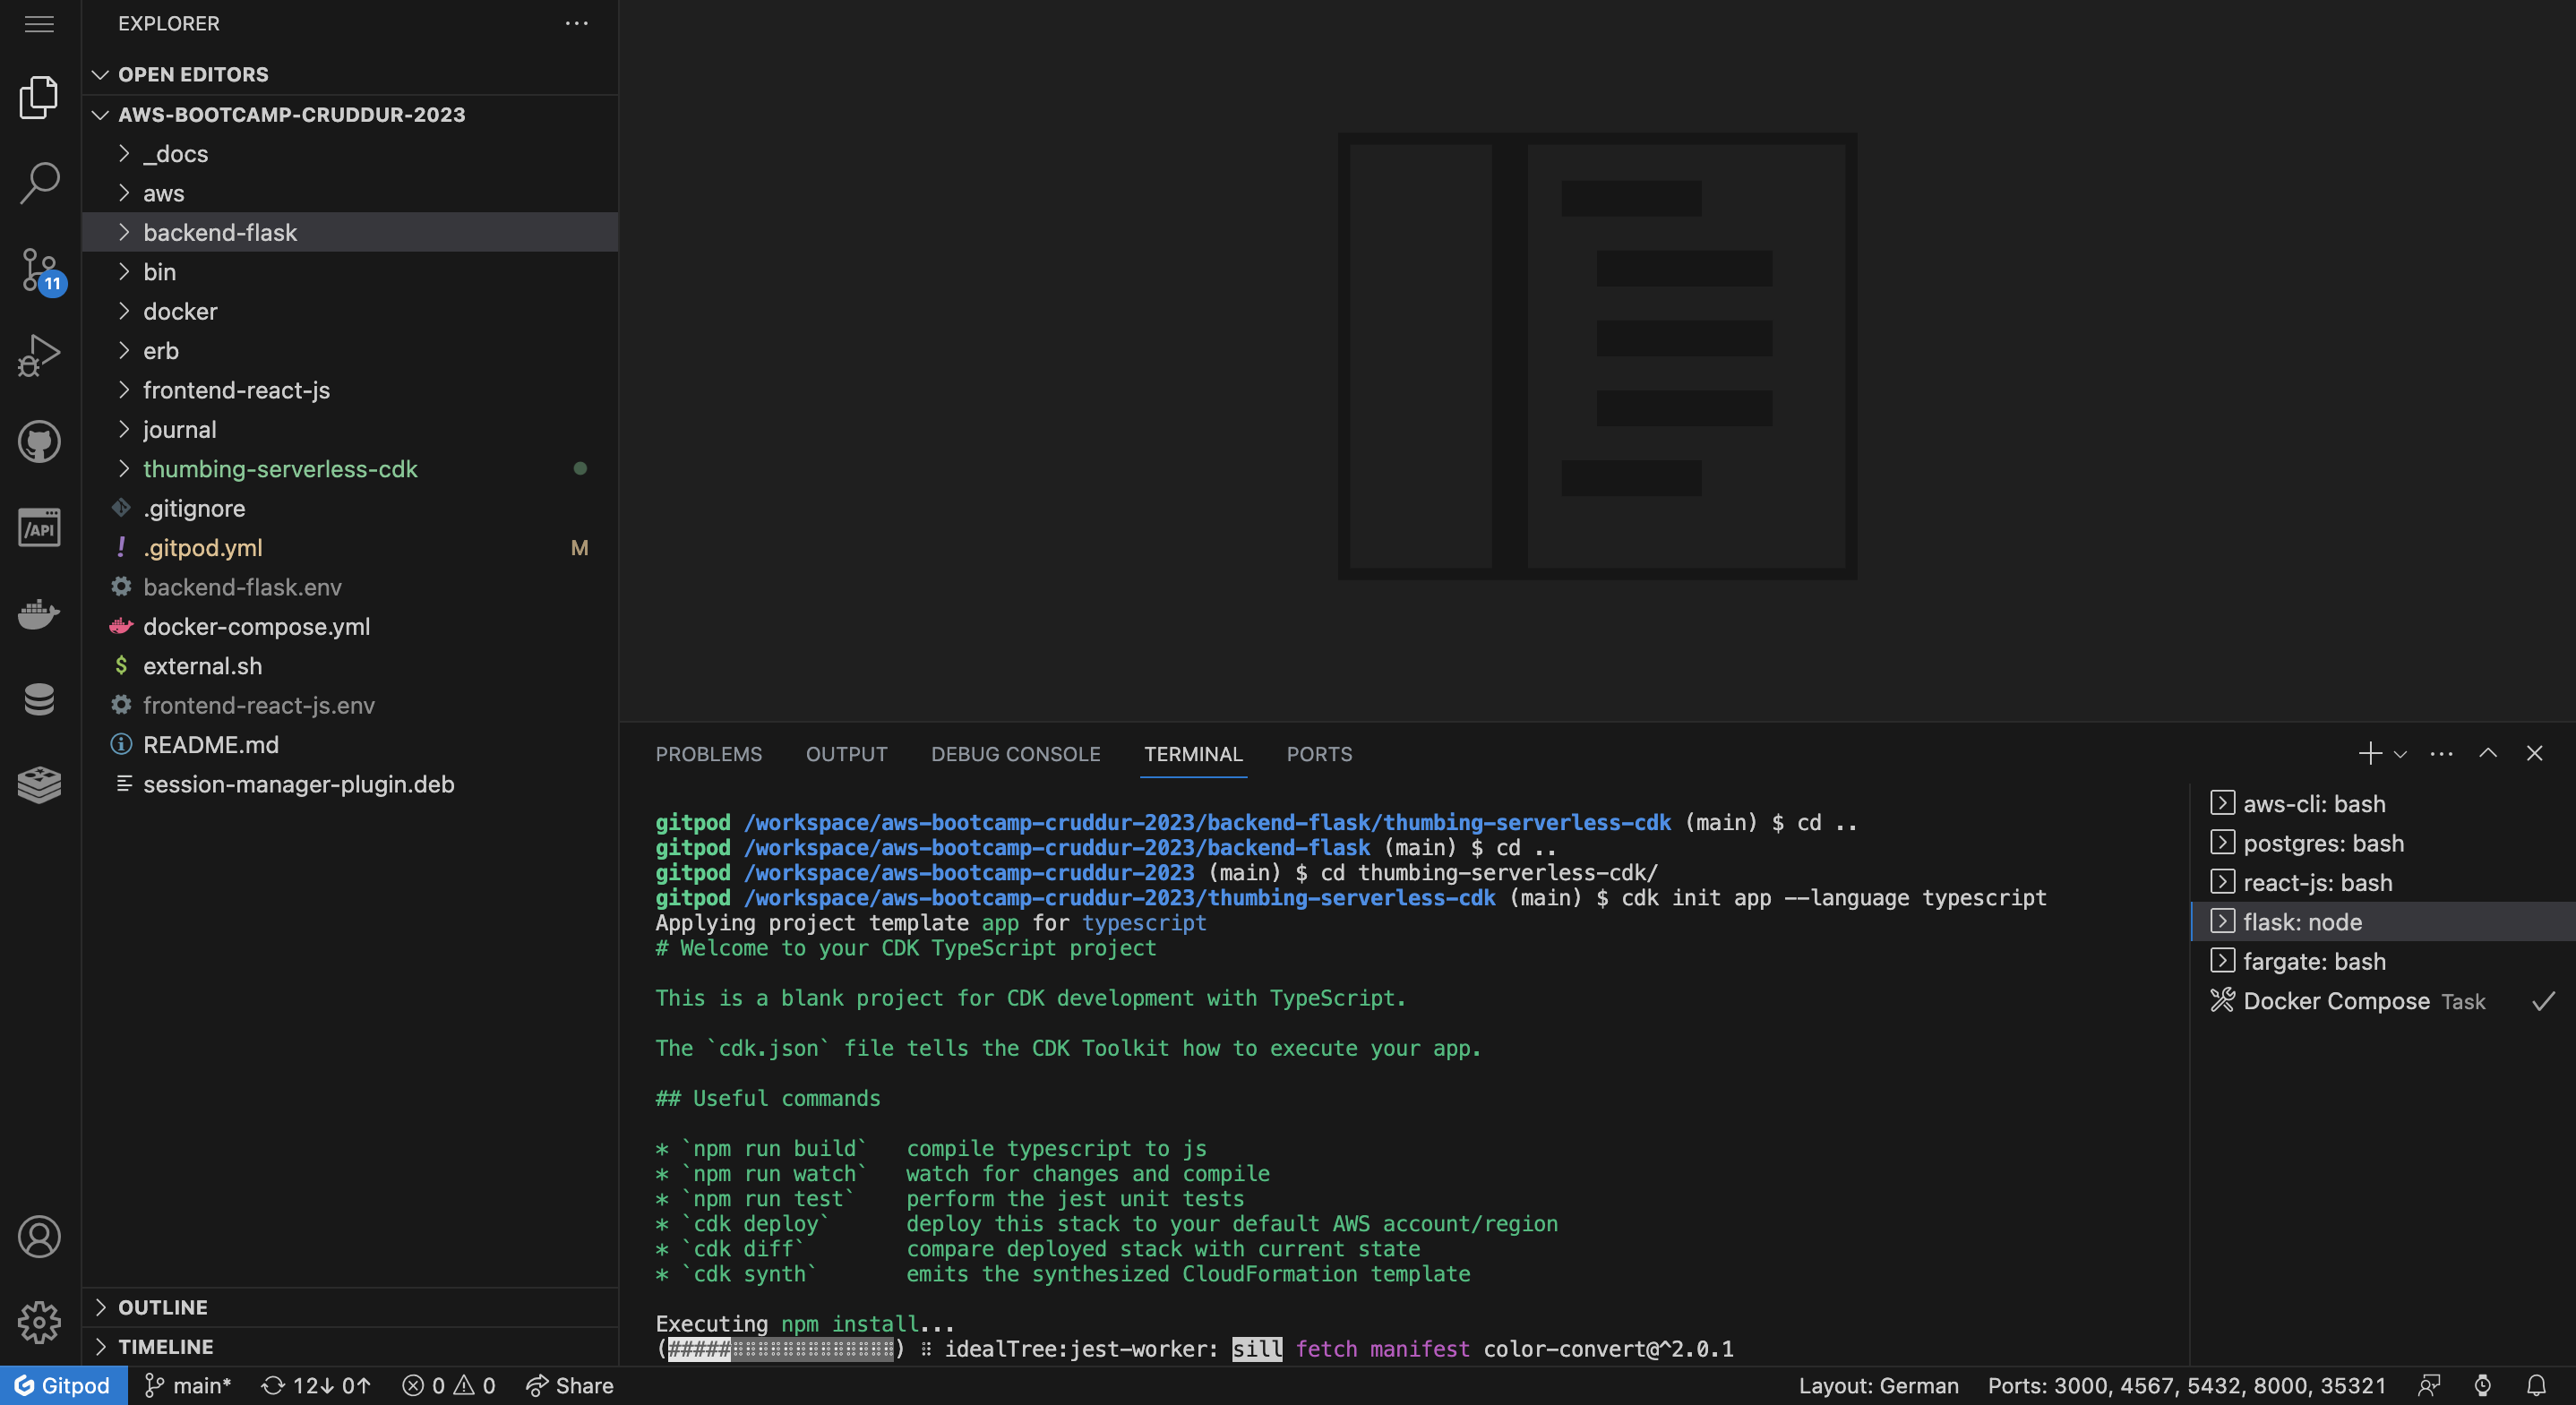 EXPLORER
OPEN EDITORS
AWS-BOOTCAMP-CRUDDUR-2023
_docs
aws
backend-flask
bin
docker
erb
frontend-react-js
journal
thumbing-serverless-cdk
.gitignore
! .gitpod.yml M
backend-flask.env
docker-compose.yml
$ external.sh
frontend-react-js.env
README.md
session-manager-plugin.deb
OUTLINE
TIMELINE
11
/API
PROBLEMS OUTPUT DEBUG CONSOLE TERMINAL PORTS
gitpod /workspace/aws-bootcamp-cruddur-2023/backend-flask/thumbing-serverless-cdk (main) $ cd ..
gitpod /workspace/aws-bootcamp-cruddur-2023/backend-flask (main) $ cd ..
gitpod /workspace/aws-bootcamp-cruddur-2023 (main) $ cd thumbing-serverless-cdk/
gitpod /workspace/aws-bootcamp-cruddur-2023/thumbing-serverless-cdk (main) $ cdk init app --language typescript
Applying project template app for typescript
# Welcome to your CDK TypeScript project
This is a blank project for CDK development with TypeScript.
The `cdk.json` file tells the CDK Toolkit how to execute your app.
## Useful commands
* `npm run build`   compile typescript to js
* `npm run watch`   watch for changes and compile
* `npm run test`    perform the jest unit tests
* `cdk deploy`      deploy this stack to your default AWS account/region
* `cdk diff`        compare deployed stack with current state
* `cdk synth`       emits the synthesized CloudFormation template
Executing npm install...
(#####⠂⠂⠂⠂⠂⠂⠂⠂⠂⠂⠂⠂⠂) ⠇ idealTree:jest-worker: sill fetch manifest color-convert@^2.0.1
aws-cli: bash
postgres: bash
react-js: bash
flask: node
fargate: bash
Docker Compose Task
Gitpod main* 12↓ 0↑ 0 0 Share Layout: German Ports: 3000, 4567, 5432, 8000, 35321